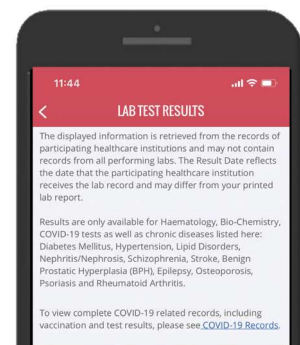 11:44
LAB TEST RESULTS
The displayed information is retrieved from the records of
participating healthcare institutions and may not contain
records from all performing labs. The Result Date reflects
the date that the participating healthcare institution
receives the lab record and may differ from your printed
lab report.
Results are only available for Haematology, Bio-Chemistry,
COVID-19 tests as well as chronic diseases listed here:
Diabetes Mellitus, Hypertension, Lipid Disorders,
Nephritis/Nephrosis, Schizophrenia, Stroke, Benign
Prostatic Hyperplasia (BPH), Epilepsy, Osteoporosis,
Psoriasis and Rheumatoid Arthritis.
To view complete COVID-19 related records, including
vaccination and test results, please see COVID-19 Records.